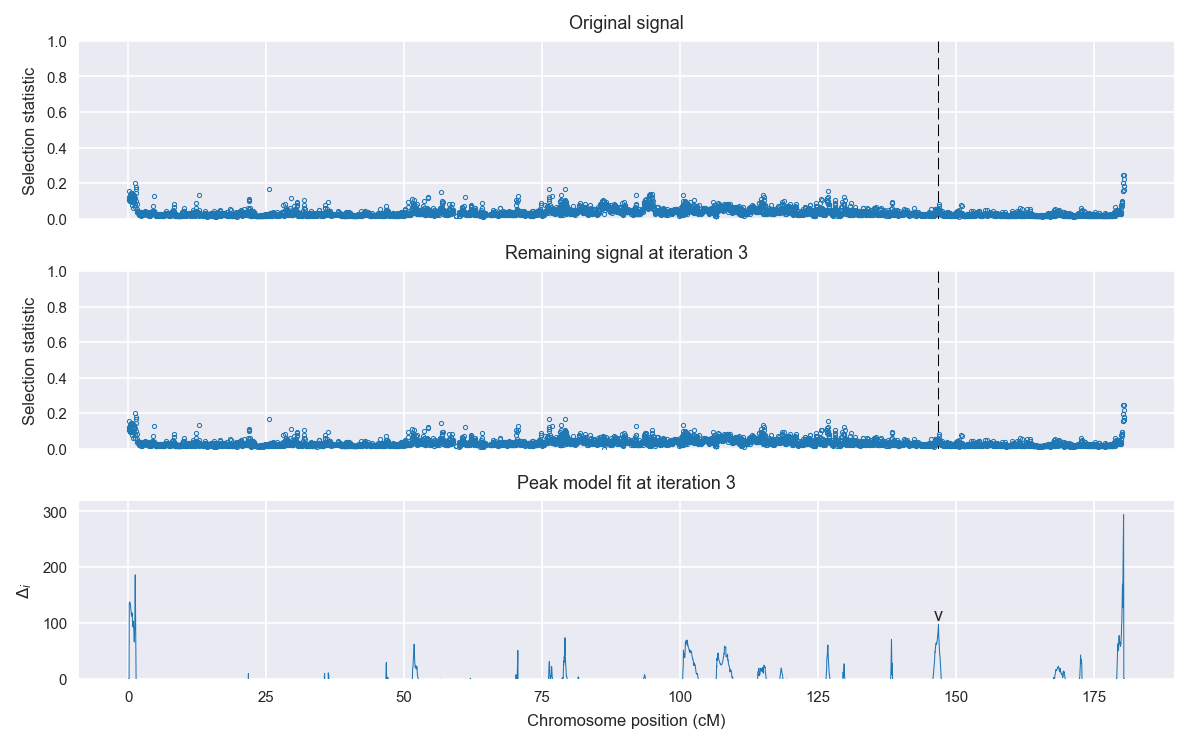 Original signal
Selection statistic
1.0
0.8
0.6
0.4
0.2
0.0
Remaining signal at iteration 3
Selection statistic
1.0
0.8
0.6
0.4
0.2
0.0
Peak model fit at iteration 3
Δi
300
200
100
0
v
0 25 50 75 100 125 150 175
Chromosome position (cM)